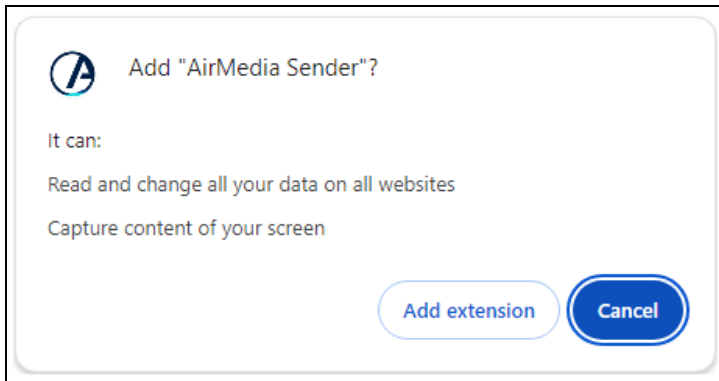 Add "AirMedia Sender"?
It can:
Read and change all your data on all websites
Capture content of your screen
Add extension
Cancel